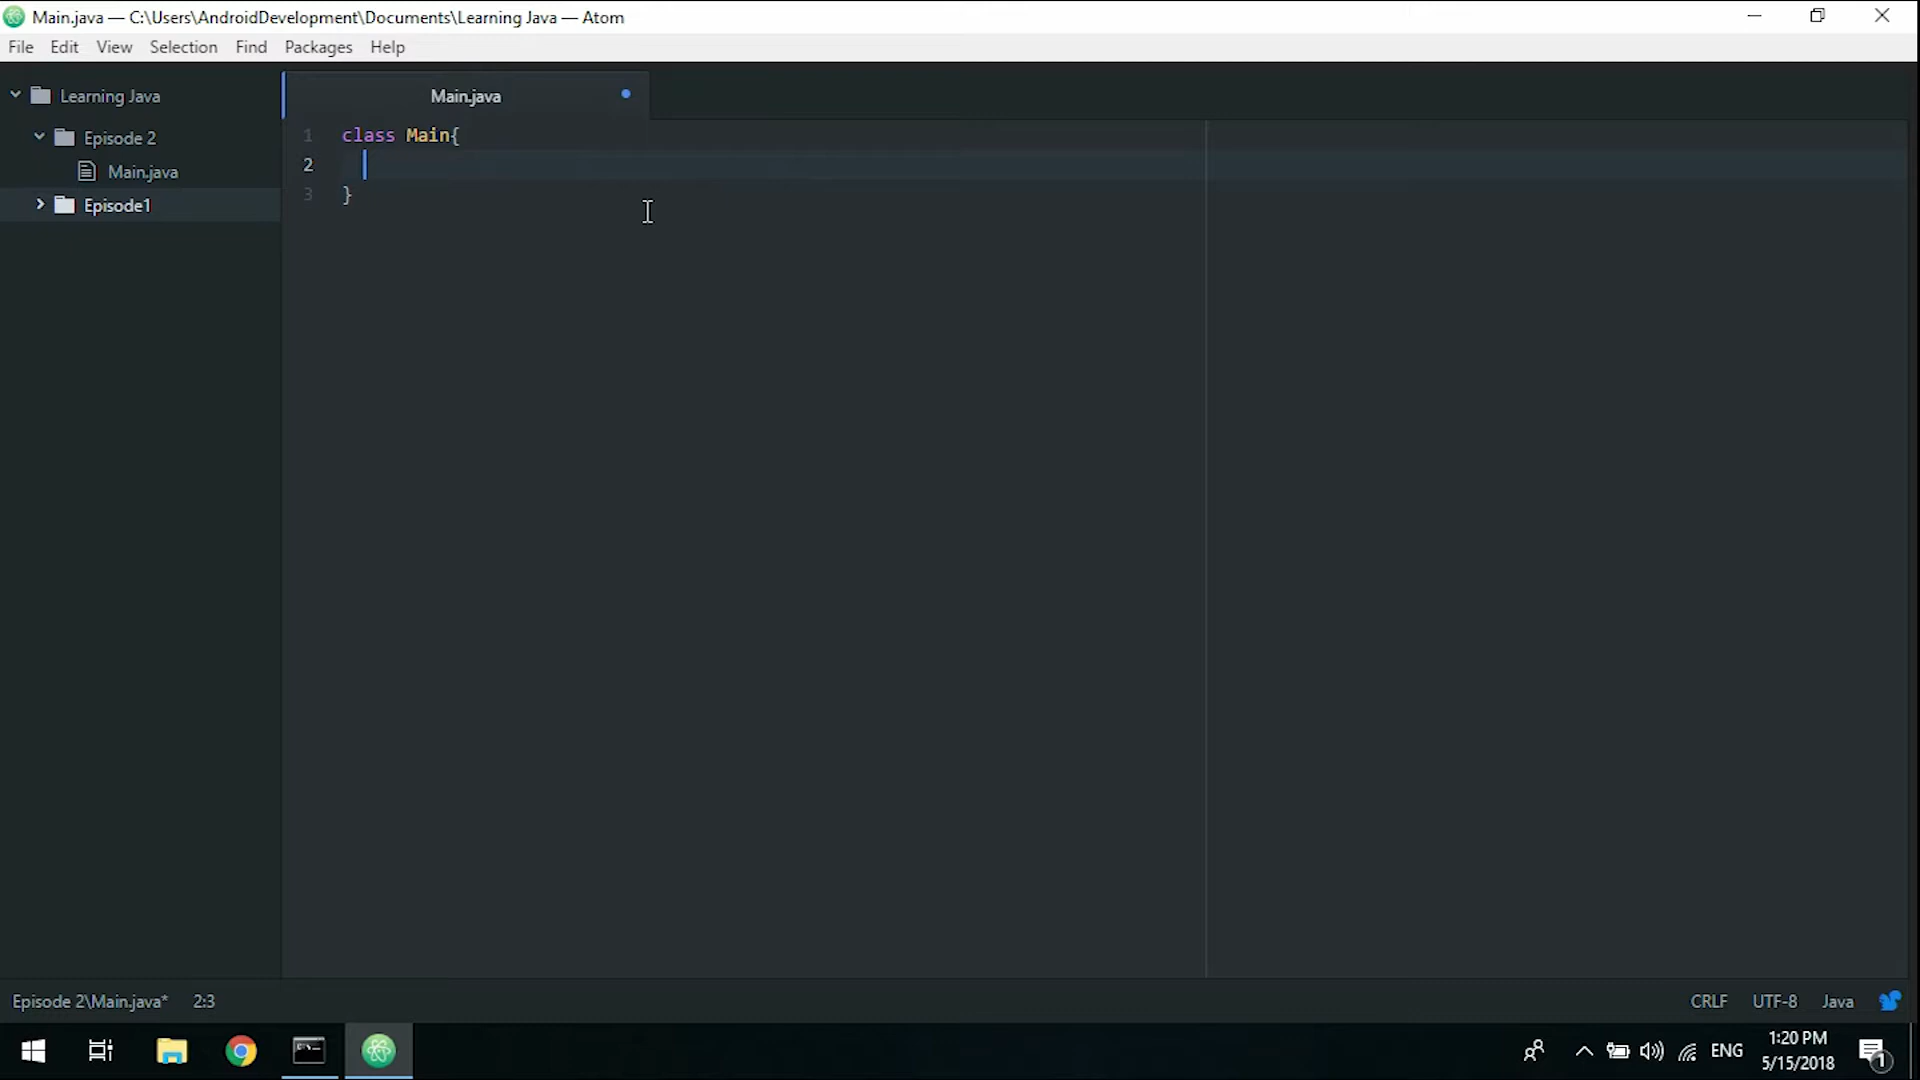 Main.java — C:\Users\AndroidDevelopment\Documents\Learning Java — Atom
File Edit View Selection Find Packages Help
Learning Java
Episode 2
Main.java
Episode1
Main.java
1 class Main{
2
3 }
Episode 2\Main.java* 2:3
CRLF UTF-8 Java
ENG
1:20 PM
5/15/2018
1